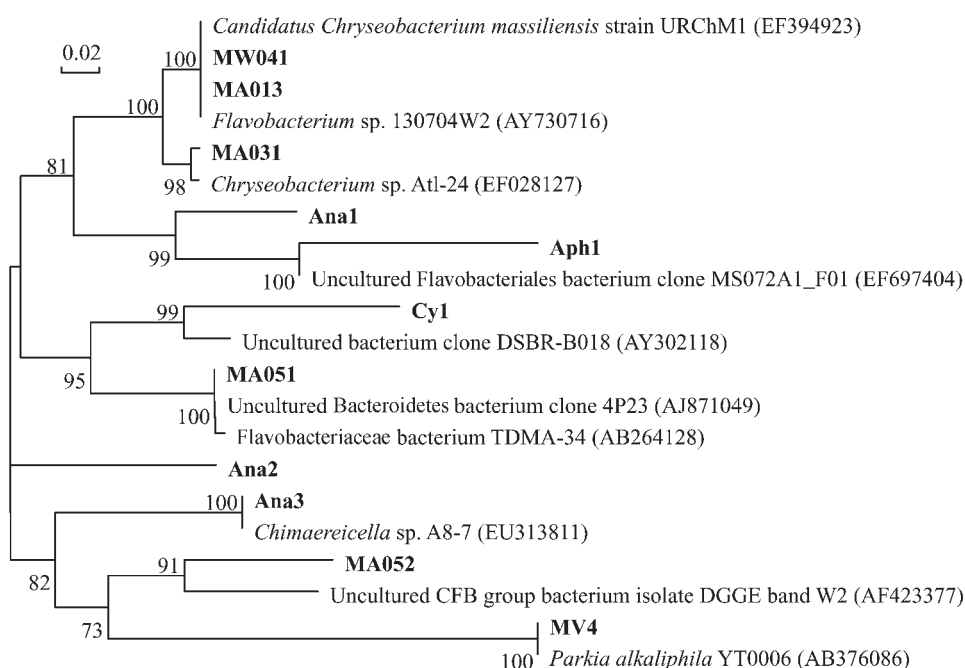 Candidatus Chryseobacterium massiliensis strain URChM1 (EF394923)
0.02
100
MW041
MA013
100
Flavobacterium sp. 130704W2 (AY730716)
MA031
81
98
Chryseobacterium sp. Atl-24 (EF028127)
Ana1
Aph1
99
100
Uncultured Flavobacteriales bacterium clone MS072A1_F01 (EF697404)
99
Cy1
Uncultured bacterium clone DSBR-B018 (AY302118)
MA051
95
Uncultured Bacteroidetes bacterium clone 4P23 (AJ871049)
100
Flavobacteriaceae bacterium TDMA-34 (AB264128)
Ana2
100
Ana3
Chimaereicella sp. A8-7 (EU313811)
91
MA052
82
Uncultured CFB group bacterium isolate DGGE band W2 (AF423377)
73
MV4
100
Parkia alkaliphila YT0006 (AB376086)